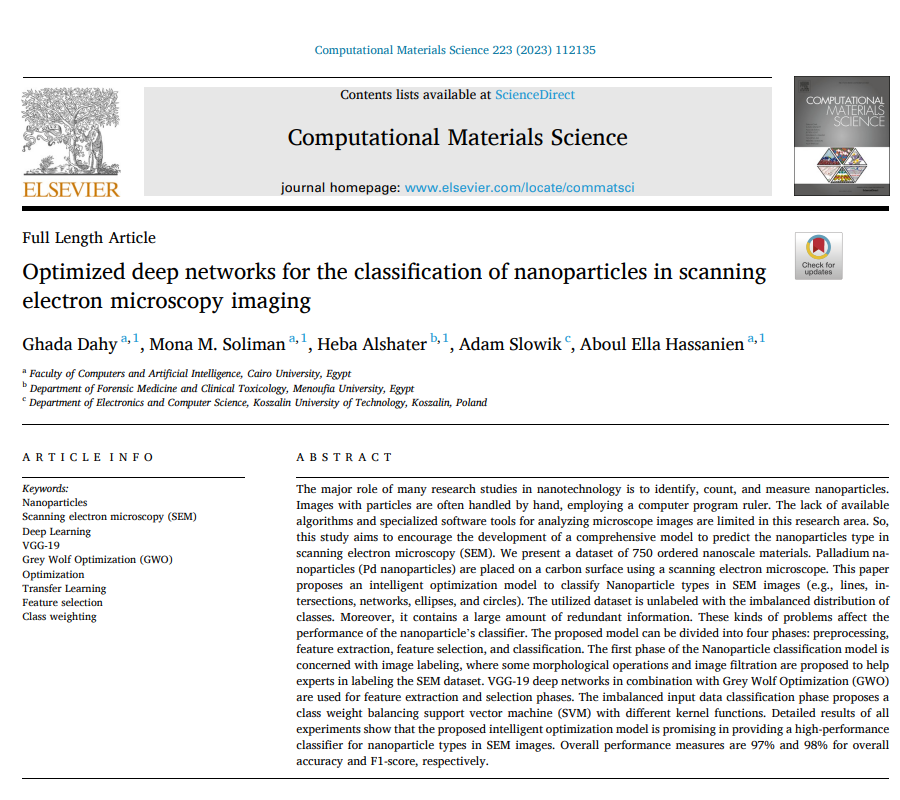 Computational Materials Science 223 (2023) 112135
Contents lists available at ScienceDirect
Computational Materials Science
journal homepage: www.elsevier.com/locate/commatsci
ELSEVIER
COMPUTATIONAL
MATERIALS
SCIENCE
Full Length Article
Check for
updates
Optimized deep networks for the classification of nanoparticles in scanning
electron microscopy imaging
Ghada Dahy a,1, Mona M. Soliman a,1, Heba Alshater b,1, Adam Slowik c, Aboul Ella Hassanien a,1
a Faculty of Computers and Artificial Intelligence, Cairo University, Egypt
b Department of Forensic Medicine and Clinical Toxicology, Menoufia University, Egypt
c Department of Electronics and Computer Science, Koszalin University of Technology, Koszalin, Poland
ARTICLE INFO
Keywords:
Nanoparticles
Scanning electron microscopy (SEM)
Deep Learning
VGG-19
Grey Wolf Optimization (GWO)
Optimization
Transfer Learning
Feature selection
Class weighting
ABSTRACT
The major role of many research studies in nanotechnology is to identify, count, and measure nanoparticles.
Images with particles are often handled by hand, employing a computer program ruler. The lack of available
algorithms and specialized software tools for analyzing microscope images are limited in this research area. So,
this study aims to encourage the development of a comprehensive model to predict the nanoparticles type in
scanning electron microscopy (SEM). We present a dataset of 750 ordered nanoscale materials. Palladium na-
noparticles (Pd nanoparticles) are placed on a carbon surface using a scanning electron microscope. This paper
proposes an intelligent optimization model to classify Nanoparticle types in SEM images (e.g., lines, in-
tersections, networks, ellipses, and circles). The utilized dataset is unlabeled with the imbalanced distribution of
classes. Moreover, it contains a large amount of redundant information. These kinds of problems affect the
performance of the nanoparticle's classifier. The proposed model can be divided into four phases: preprocessing,
feature extraction, feature selection, and classification. The first phase of the Nanoparticle classification model is
concerned with image labeling, where some morphological operations and image filtration are proposed to help
experts in labeling the SEM dataset. VGG-19 deep networks in combination with Grey Wolf Optimization (GWO)
are used for feature extraction and selection phases. The imbalanced input data classification phase proposes a
class weight balancing support vector machine (SVM) with different kernel functions. Detailed results of all
experiments show that the proposed intelligent optimization model is promising in providing a high-performance
classifier for nanoparticle types in SEM images. Overall performance measures are 97% and 98% for overall
accuracy and F1-score, respectively.